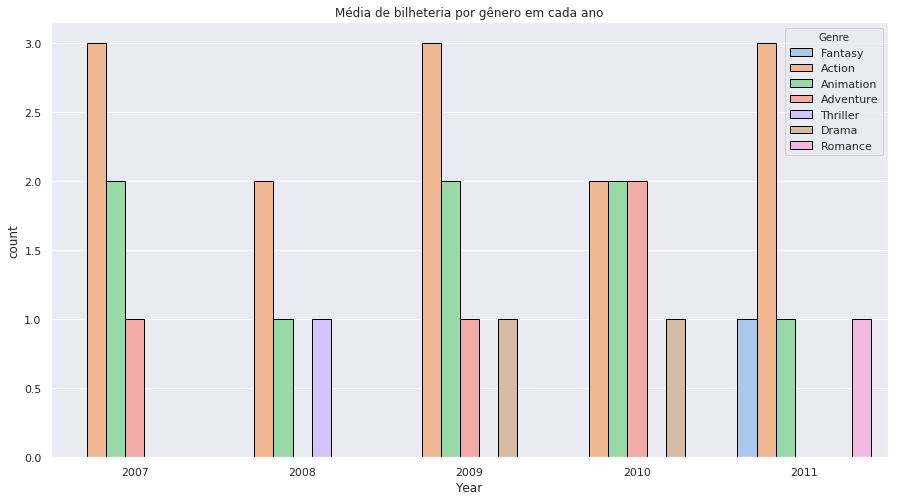 Média de bilheteria por gênero em cada ano
Genre
Fantasy
Action
Animation
Adventure
Thriller
Drama
Romance
3.0
2.5
2.0
1.5
1.0
0.5
0.0
count
2007 2008 2009 2010 2011
Year